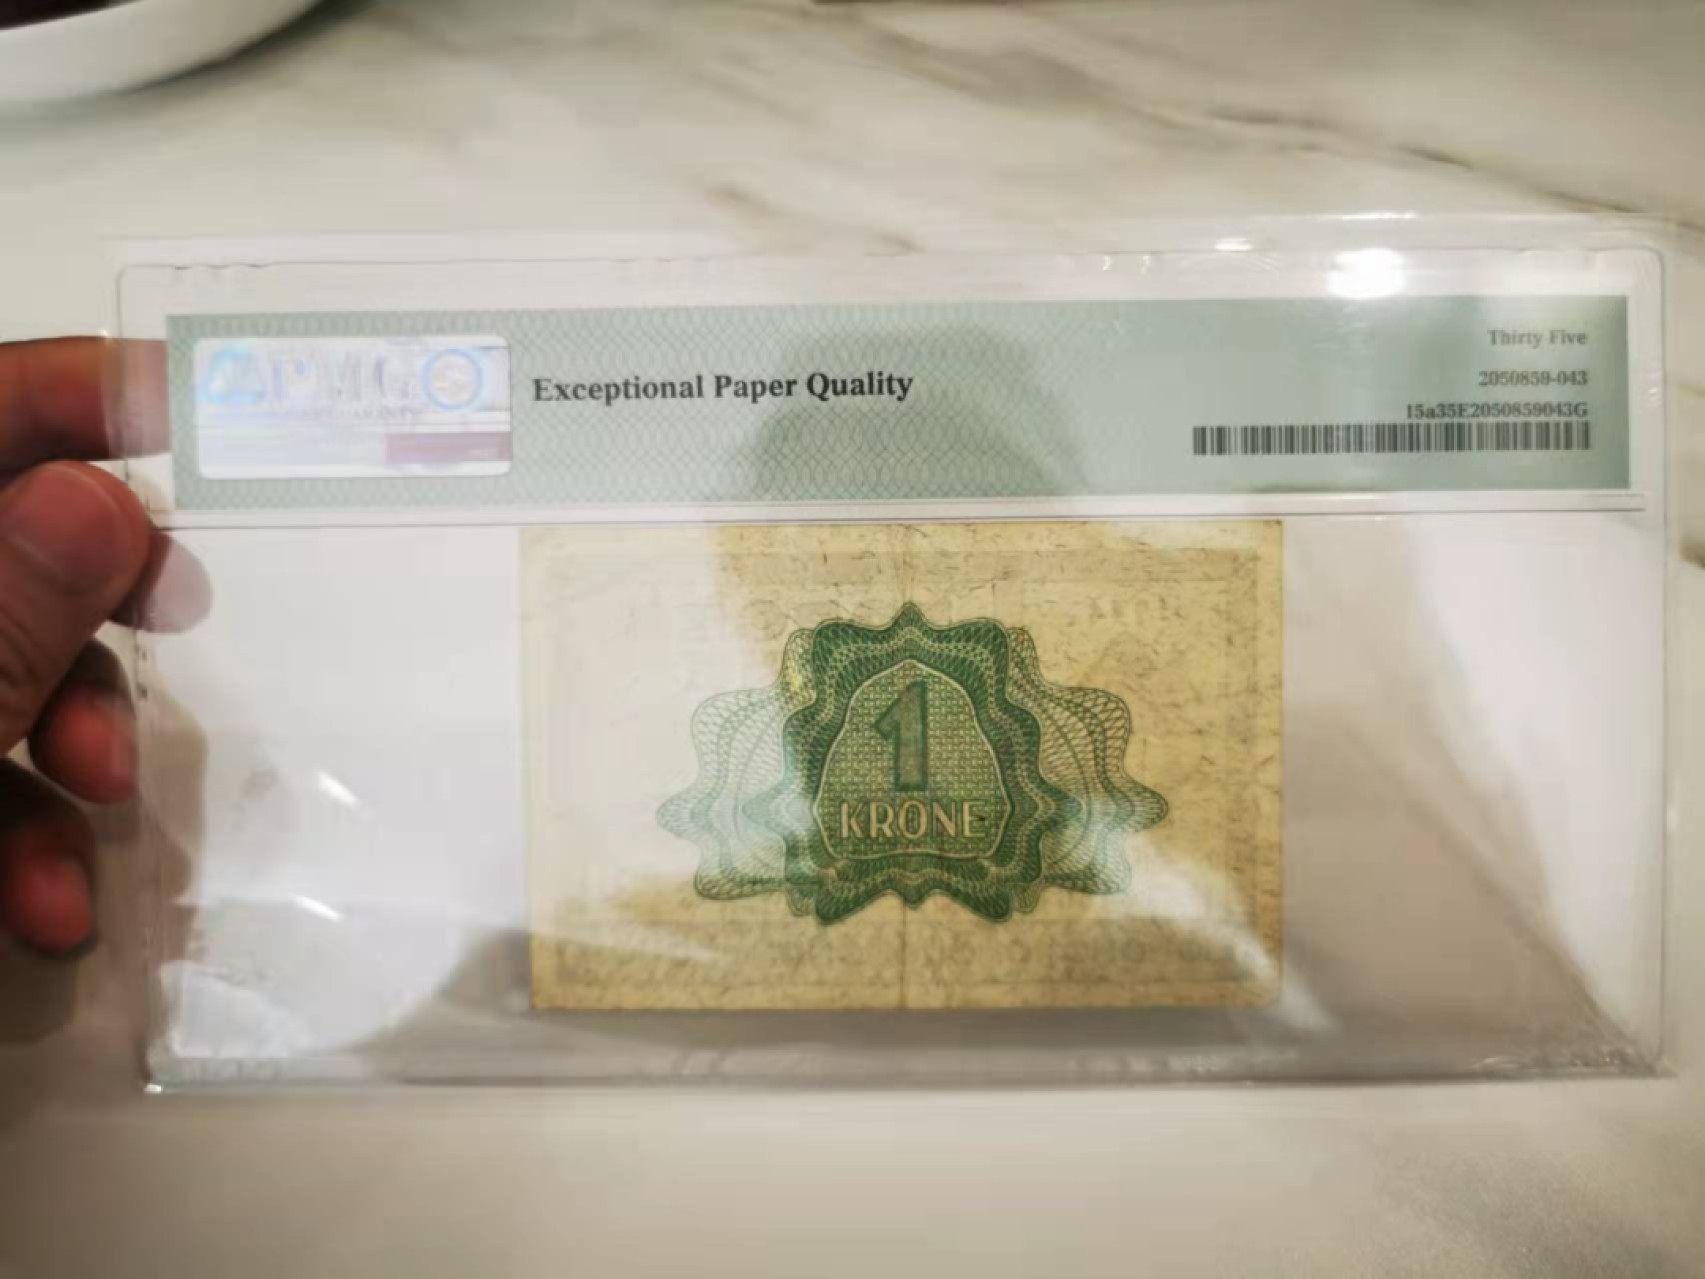 PMG
Exceptional Paper Quality
Thirty Five
2050859-043
15a35E2050859043G
1
KRONE